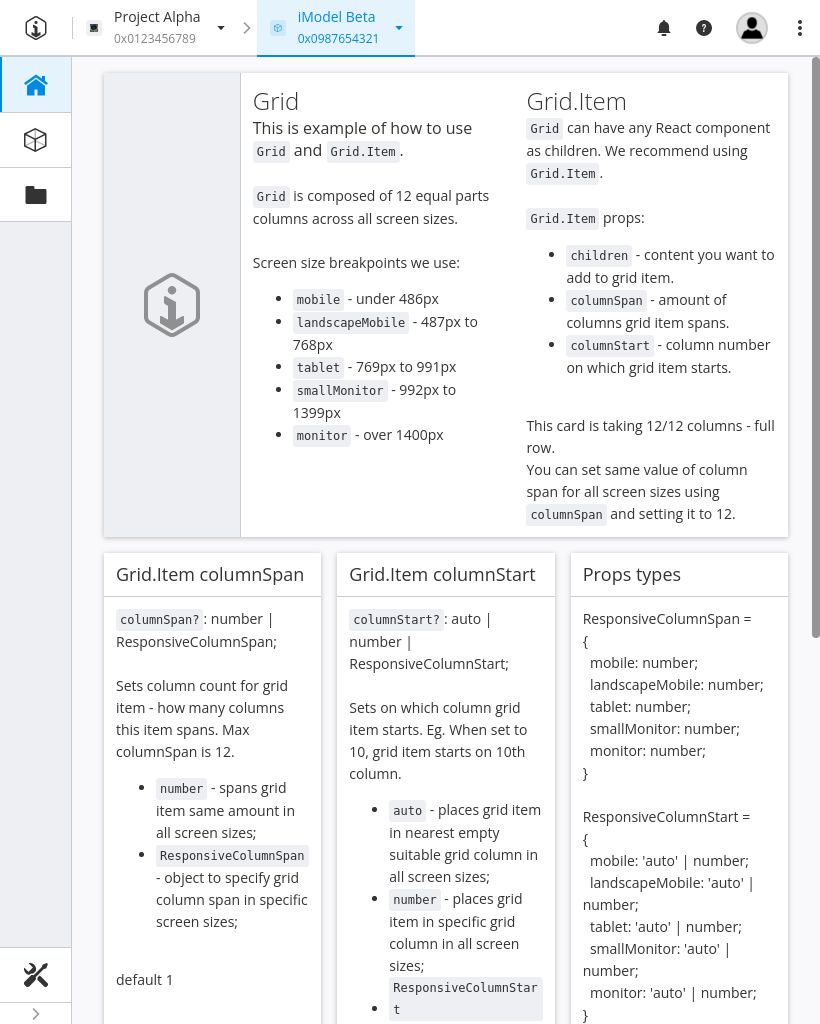 Project Alpha
0x0123456789
iModel Beta
0x0987654321
Grid
This is example of how to use
Grid and Grid.Item.
Grid is composed of 12 equal parts
columns across all screen sizes.
Screen size breakpoints we use:
mobile - under 486px
landscapeMobile - 487px to
768px
tablet - 769px to 991px
smallMonitor - 992px to
1399px
monitor - over 1400px
Grid.Item
Grid can have any React component
as children. We recommend using
Grid.Item.
Grid.Item props:
children - content you want to
add to grid item.
columnSpan - amount of
columns grid item spans.
columnStart - column number
on which grid item starts.
This card is taking 12/12 columns - full
row.
You can set same value of column
span for all screen sizes using
columnSpan and setting it to 12.
Grid.Item columnSpan
columnSpan?: number |
ResponsiveColumnSpan;
Sets column count for grid
item - how many columns
this item spans. Max
columnSpan is 12.
number - spans grid
item same amount in
all screen sizes;
ResponsiveColumnSpan
- object to specify grid
column span in specific
screen sizes;
default 1
Grid.Item columnStart
columnStart?: auto |
number |
ResponsiveColumnStart;
Sets on which column grid
item starts. Eg. When set to
10, grid item starts on 10th
column.
auto - places grid item
in nearest empty
suitable grid column in
all screen sizes;
number - places grid
item in specific grid
column in all screen
sizes;
ResponsiveColumnStar
t
Props types
ResponsiveColumnSpan =
{
mobile: number;
landscapeMobile: number;
tablet: number;
smallMonitor: number;
monitor: number;
}
ResponsiveColumnStart =
{
mobile: 'auto' | number;
landscapeMobile: 'auto' |
number;
tablet: 'auto' | number;
smallMonitor: 'auto' |
number;
monitor: 'auto' | number;
}